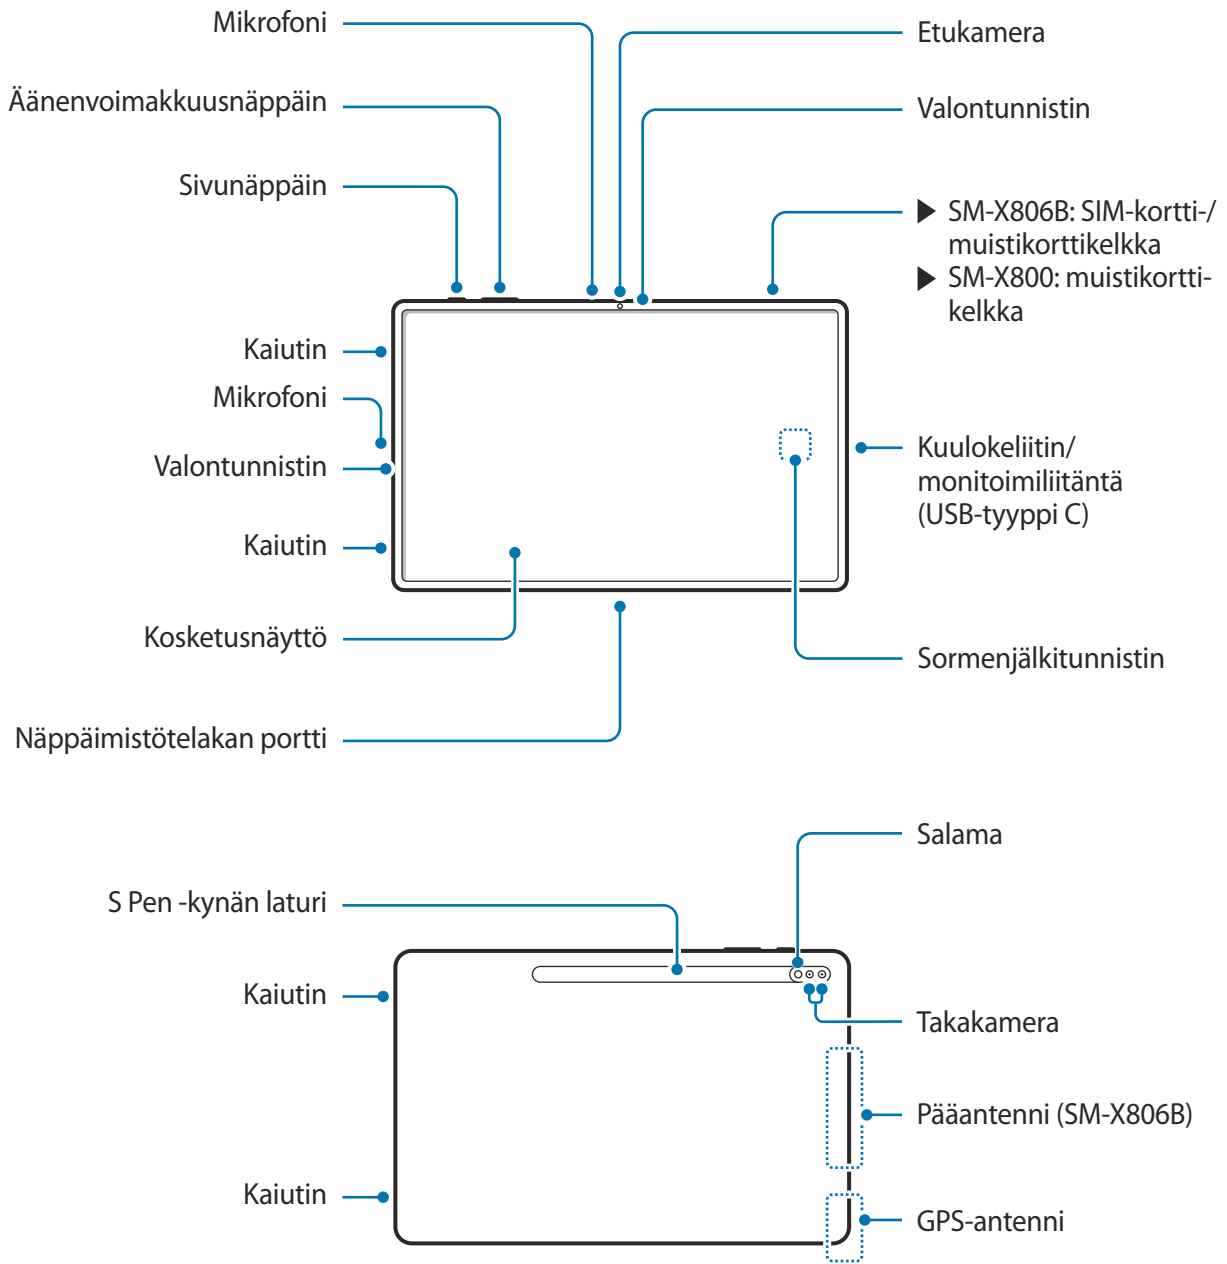 Mikrofoni
Äänenvoimakkuusnäppäin
Sivunäppäin
Kaiutin
Mikrofoni
Valontunnistin
Kaiutin
Kosketusnäyttö
Näppäimistötelakan portti
Etukamera
Valontunnistin
▶ SM-X806B: SIM-kortti-/
muistikorttikelkka
▶ SM-X800: muistikortti-
kelkka
Kuulokeliitin/
monitoimiliitäntä
(USB-tyyppi C)
Sormenjälkitunnistin
S Pen -kynän laturi
Kaiutin
Kaiutin
Salama
Takakamera
Pääantenni (SM-X806B)
GPS-antenni